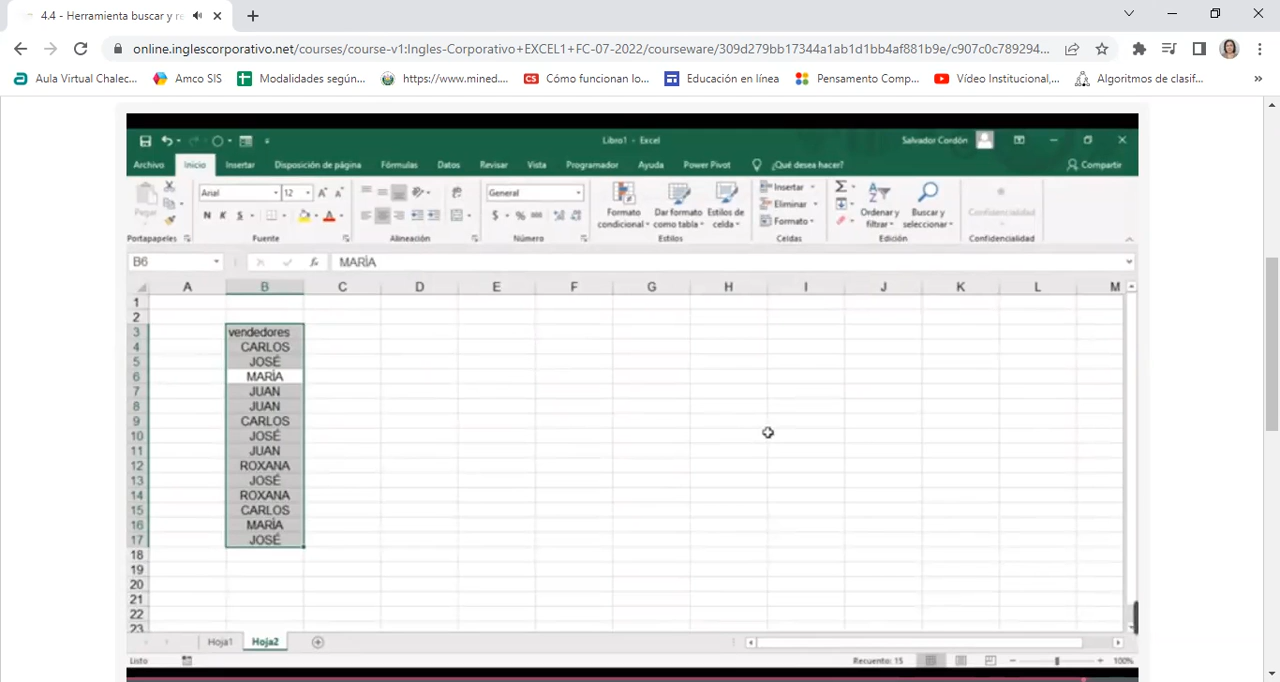 4.4 - Herramienta buscar y re
online.inglescorporativo.net/courses/course-v1:Ingles-Corporativo+EXCEL1+FC-07-2022/courseware/309d279bb17344a1ab1d1bb4af881b9e/c907c0c789294...
Aula Virtual Chalec... Amco SIS Modalidades según... https://www.mined... CS Cómo funcionan lo... Educación en línea Pensamento Comp... Vídeo Institucional,... Algoritmos de clasif... »
Libro1 - Excel Salvador Cordón
Archivo Inicio Insertar Disposición de página Fórmulas Datos Revisar Vista Programador Ayuda Power Pivot ¿Qué desea hacer? Compartir
Pegar Arial 12 General Formato condicional Dar formato como tabla Estilos de celda Insertar Eliminar Formato Ordenar y filtrar Buscar y seleccionar Confidencialidad
N K S $ % 000
Portapapeles Fuente Alineación Número Estilos Celdas Edición Confidencialidad
B6 fx MARÍA
A B C D E F G H I J K L M
1
2
3 vendedores
4 CARLOS
5 JOSÉ
6 MARÍA
7 JUAN
8 JUAN
9 CARLOS
10 JOSÉ
11 JUAN
12 ROXANA
13 JOSÉ
14 ROXANA
15 CARLOS
16 MARÍA
17 JOSÉ
18
19
20
21
22
23
Hoja1 Hoja2
Listo Recuento: 15 100%